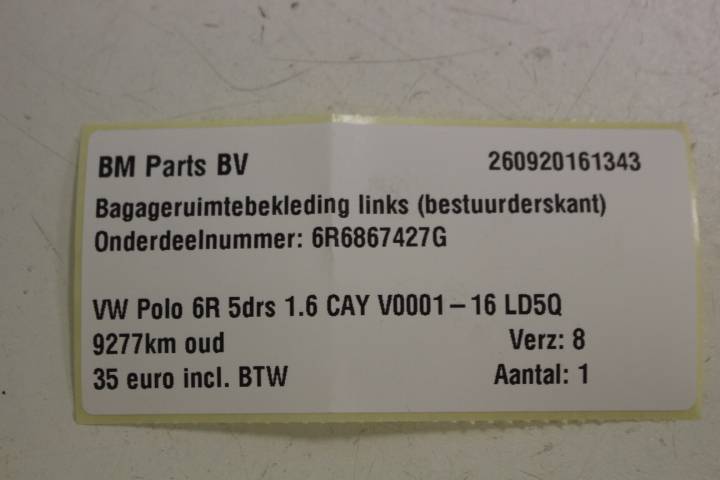 BM Parts BV 260920161343
Bagageruimtebekleding links (bestuurderskant)
Onderdeelnummer: 6R6867427G
VW Polo 6R 5drs 1.6 CAY V0001-16 LD5Q
9277km oud Verz: 8
35 euro incl. BTW Aantal: 1